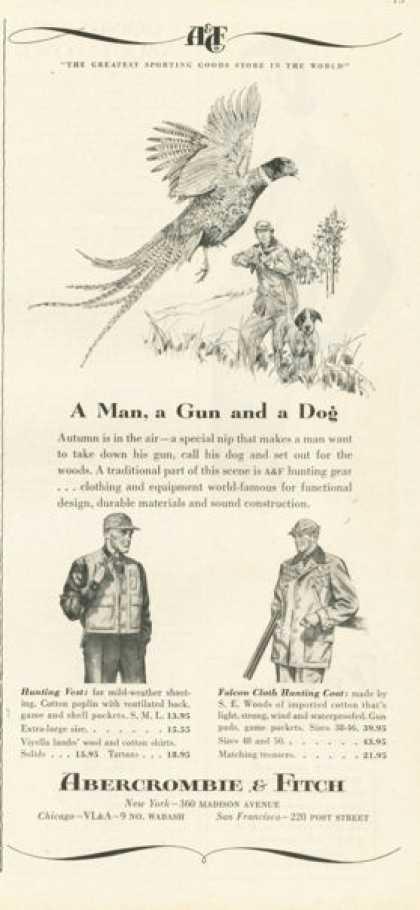 A&F
"THE GREATEST SPORTING GOODS STORE IN THE WORLD"
A Man, a Gun and a Dog
Autumn is in the air—a special nip that makes a man want
to take down his gun, call his dog and set out for the
woods. A traditional part of this scene is A&F hunting gear
. . . clothing and equipment world-famous for functional
design, durable materials and sound construction.
Hunting Vest: for mild-weather shoot-
ing. Cotton poplin with ventilated back,
game and shell pockets. S, M, L. 13.95
Extra-large size. . . . . . . 15.55
Viyella lambs' wool and cotton shirts.
Solids . . . 15.95 Tartans . . . 18.95
Falcon Cloth Hunting Coat: made by
S. E. Woods of imported cotton that's
light, strong, wind and waterproofed. Gun
pads, game pockets. Sizes 38-46. 39.95
Sizes 48 and 50. . . . . . . 43.95
Matching trousers. . . . . . 21.95
ABERCROMBIE & FITCH
New York—360 MADISON AVENUE
Chicago—VL&A—9 NO. WABASH San Francisco—220 POST STREET